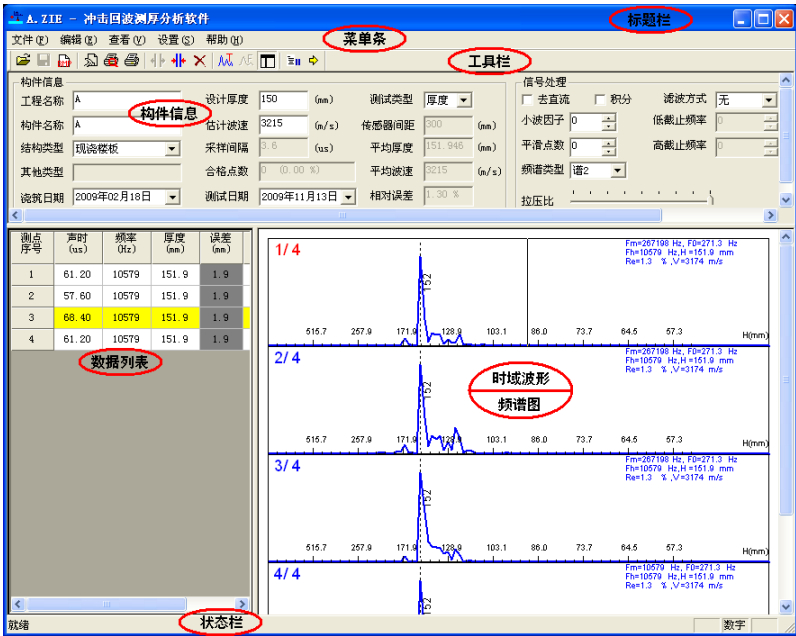 A.ZIE - 冲击回波测厚分析软件 标题栏
文件(F) 编辑(E) 查看(V) 设置(S) 帮助(H) 菜单条
工具栏
构件信息 信号处理
工程名称 A 设计厚度 150 (mm) 测试类型 厚度 去直流 积分 滤波方式 无
构件信息
构件名称 A 估计波速 3215 (m/s) 传感器间距 300 (mm) 小波因子 0 低截止频率 0
结构类型 现浇楼板 采样间隔 3.6 (us) 平均厚度 151.946 (mm) 平滑点数 0 高截止频率 0
其他类型 合格点数 0 (0.00 %) 平均波速 3215 (m/s) 频谱类型 谱2
浇筑日期 2009年02月18日 测试日期 2009年11月13日 相对误差 1.30 % 拉压比
测点序号 声时(us) 频率(Hz) 厚度(mm) 误差(mm)
1 61.20 10579 151.9 1.9
2 57.60 10579 151.9 1.9
3 68.40 10579 151.9 1.9
4 61.20 10579 151.9 1.9
数据列表
1/4
Fm=267198 Hz, F0=271.3 Hz
Fh=10579 Hz,H=151.9 mm
Re=1.3 % ,V=3174 m/s
152
515.7 257.9 171.9 128.9 103.1 86.0 73.7 64.5 57.3 H(mm)
2/4
Fm=267198 Hz, F0=271.3 Hz
Fh=10579 Hz,H=151.9 mm
Re=1.3 % ,V=3174 m/s
152
时域波形
频谱图
515.7 257.9 171.9 128.9 103.1 86.0 73.7 64.5 57.3 H(mm)
3/4
Fm=267198 Hz, F0=271.3 Hz
Fh=10579 Hz,H=151.9 mm
Re=1.3 % ,V=3174 m/s
152
515.7 257.9 171.9 128.9 103.1 86.0 73.7 64.5 57.3 H(mm)
4/4
Fm=10579 Hz, F0=271.3 Hz
Fh=10579 Hz,H=151.9 mm
Re=1.3 % ,V=3174 m/s
152
状态栏
就绪 数字